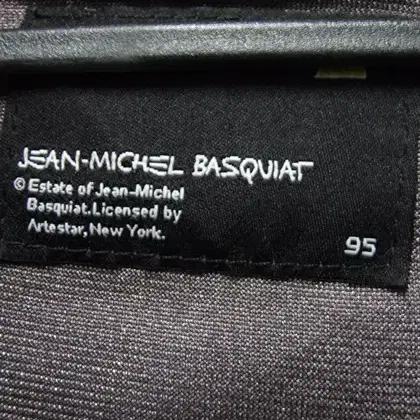 JEAN-MICHEL BASQUIAT
© Estate of Jean-Michel
Basquiat.Licensed by
Artestar, New York.
95